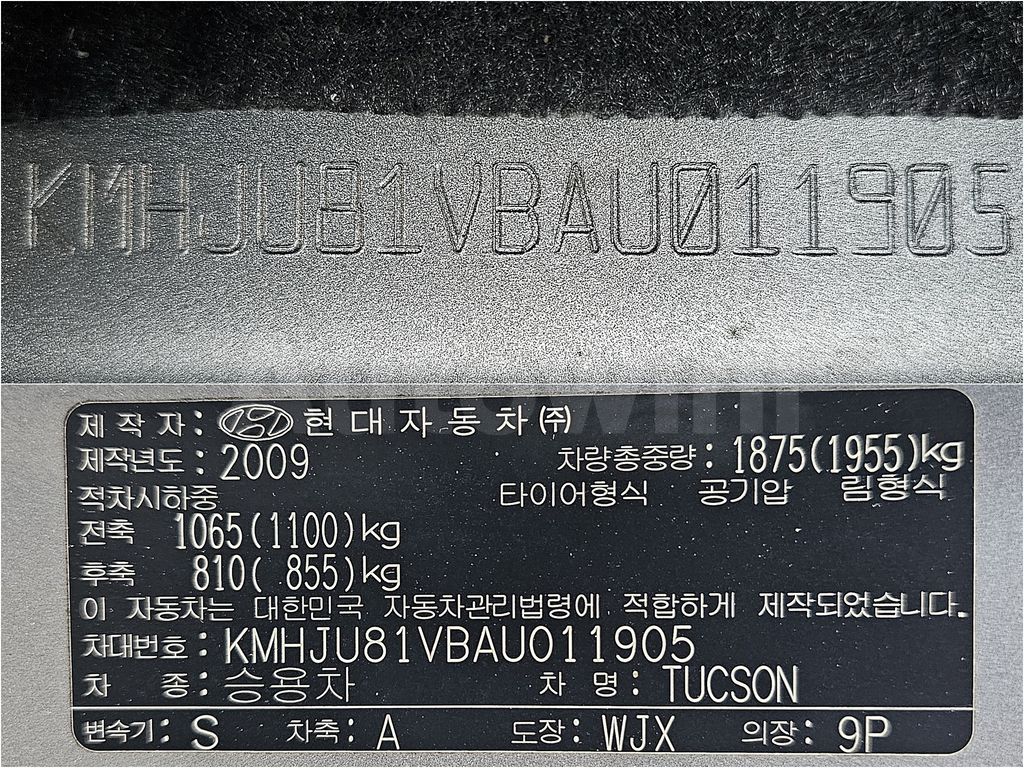 KMHJU81VBAU011905
Autowini
제작자: 현대자동차㈜
제작년도: 2009 차량총중량: 1875(1955)kg
적차시하중 타이어형식 공기압 림형식
전축 1065(1100)kg
후축 810( 855)kg
이 자동차는 대한민국 자동차관리법령에 적합하게 제작되었습니다.
차대번호: KMHJU81VBAU011905
차 종: 승용차 차 명: TUCSON
변속기: S 차축: A 도장: WJX 의장: 9P